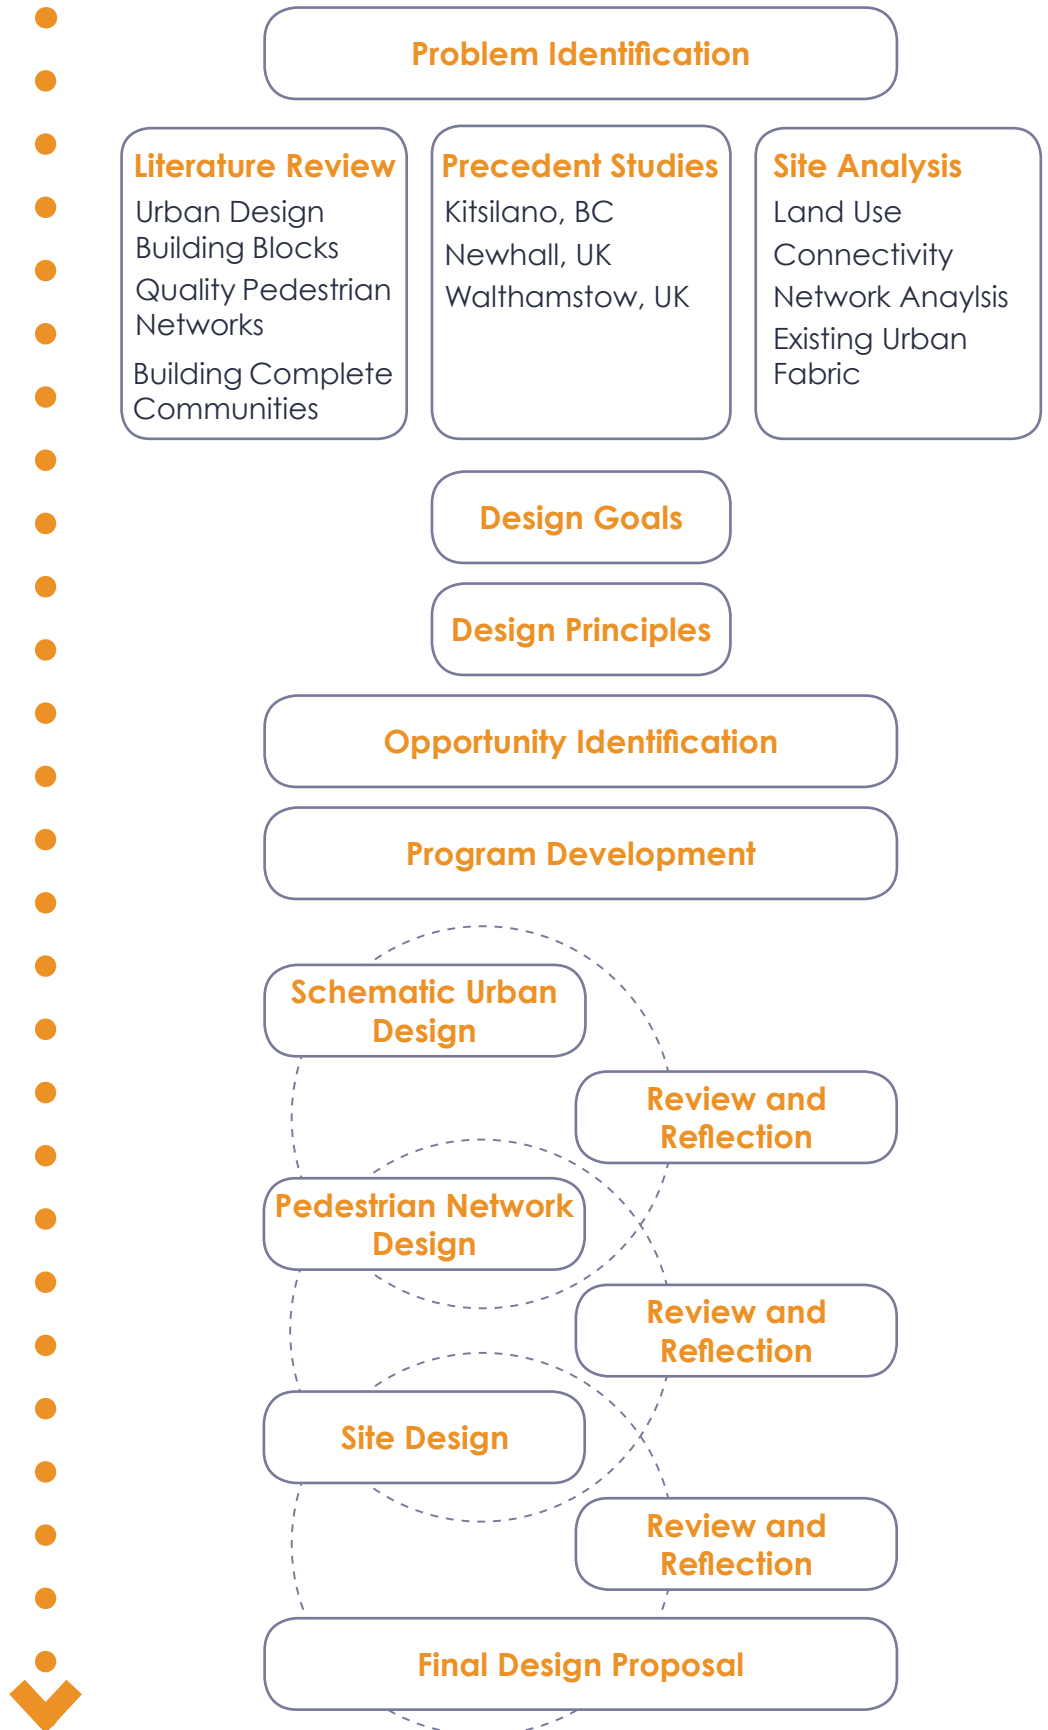 Problem Identification
Literature Review
Urban Design
Building Blocks
Quality Pedestrian
Networks
Building Complete
Communities
Precedent Studies
Kitsilano, BC
Newhall, UK
Walthamstow, UK
Site Analysis
Land Use
Connectivity
Network Anaylsis
Existing Urban
Fabric
Design Goals
Design Principles
Opportunity Identification
Program Development
Schematic Urban
Design
Review and
Reflection
Pedestrian Network
Design
Review and
Reflection
Site Design
Review and
Reflection
Final Design Proposal